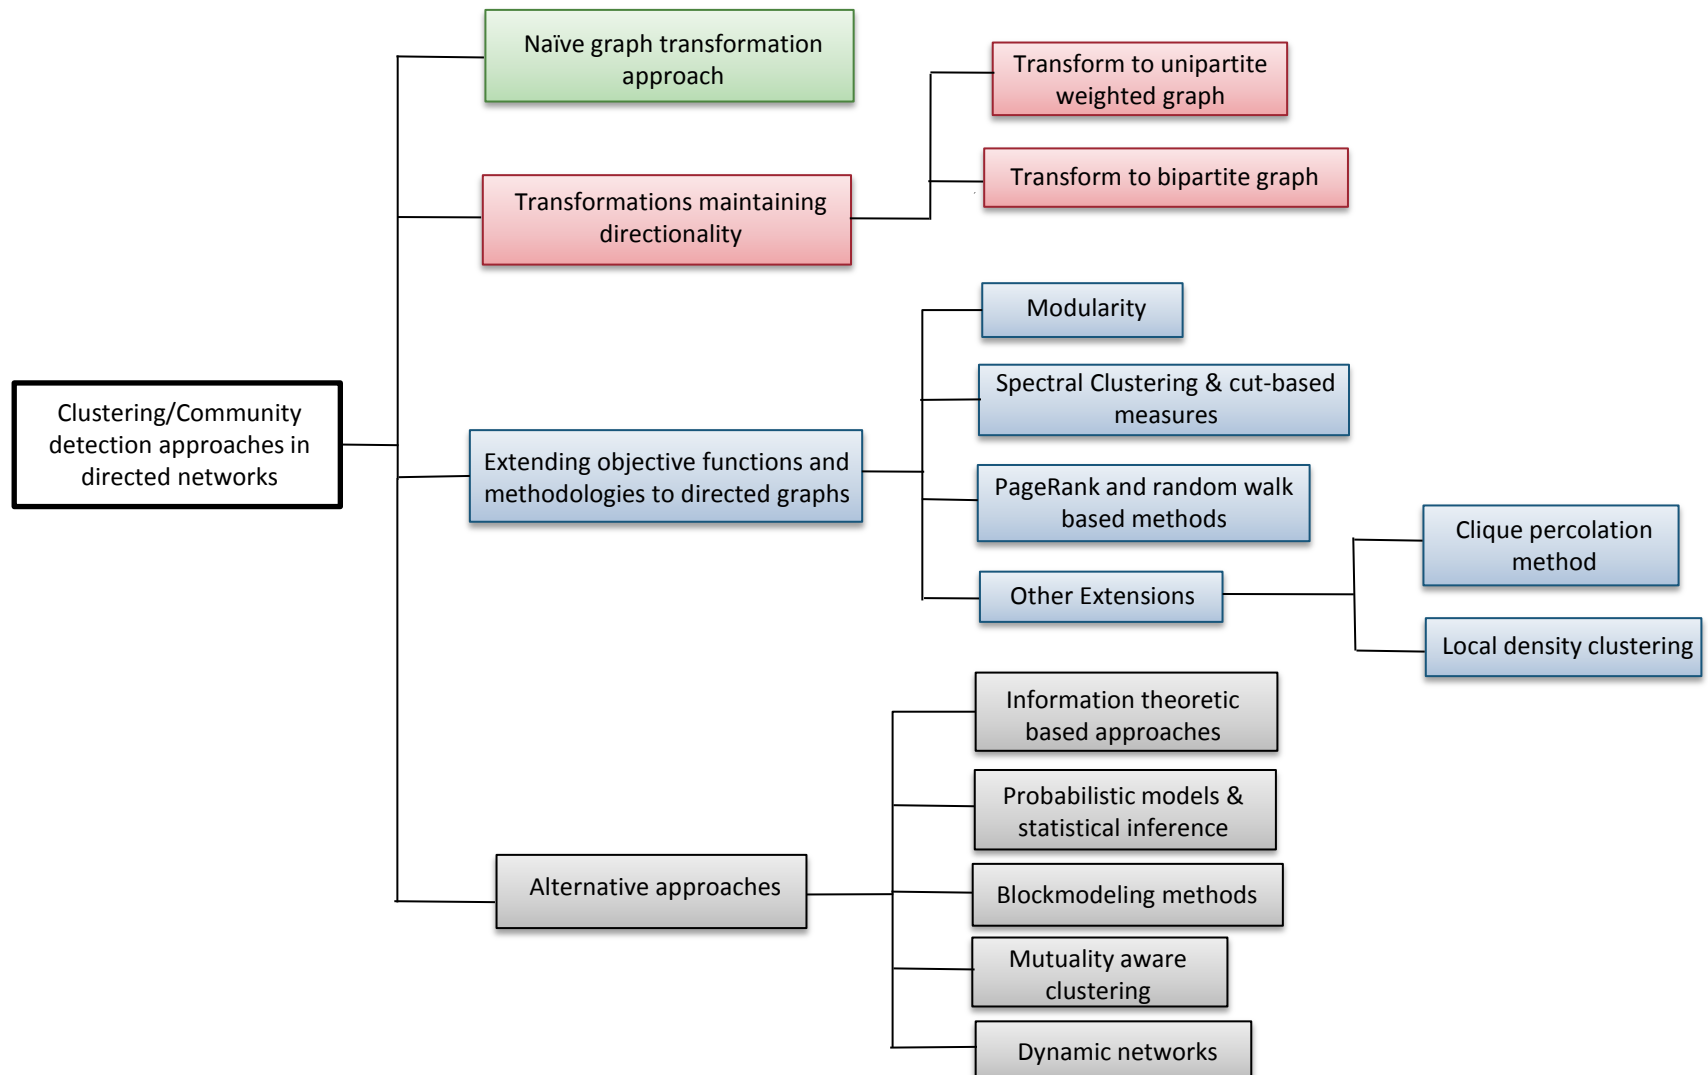 Naïve graph transformation
approach
Transform to unipartite
weighted graph
Transform to bipartite graph
Transformations maintaining
directionality
Modularity
Spectral Clustering & cut-based
measures
Clustering/Community
detection approaches in
directed networks
Extending objective functions and
methodologies to directed graphs
PageRank and random walk
based methods
Clique percolation
method
Other Extensions
Local density clustering
Information theoretic
based approaches
Probabilistic models &
statistical inference
Alternative approaches
Blockmodeling methods
Mutuality aware
clustering
Dynamic networks